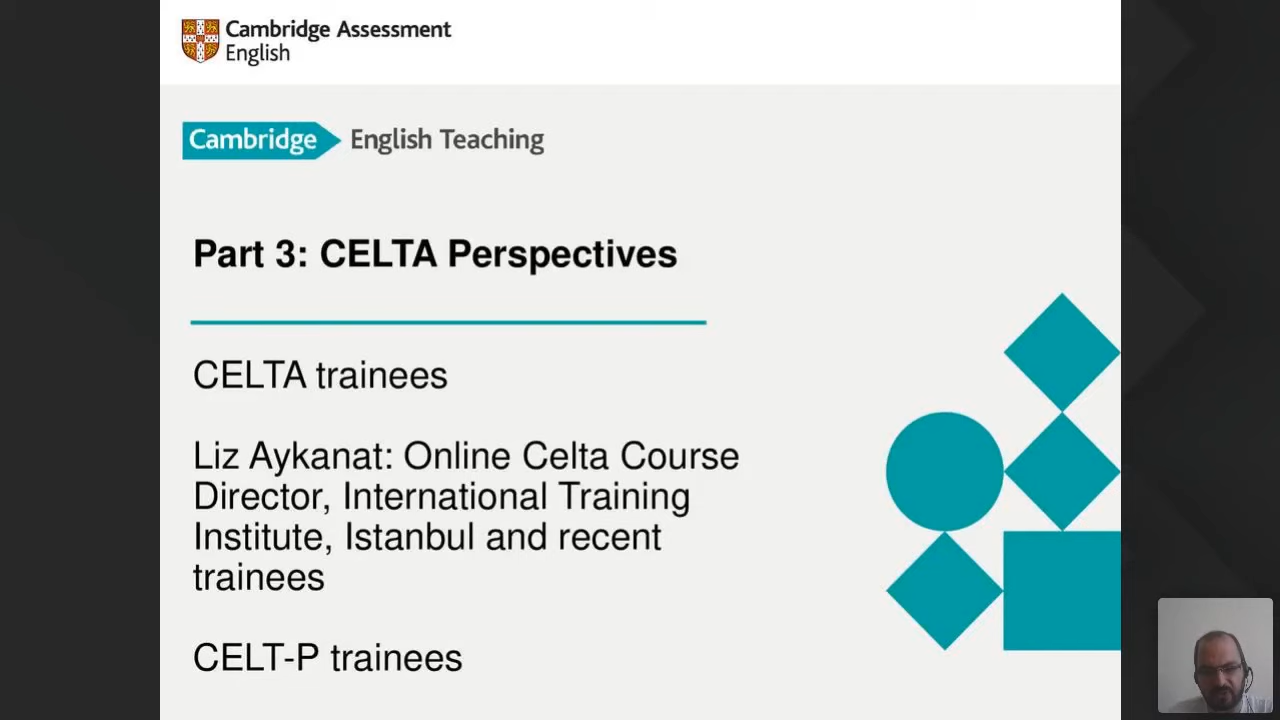 Cambridge Assessment
English
Cambridge English Teaching
Part 3: CELTA Perspectives
CELTA trainees
Liz Aykanat: Online Celta Course
Director, International Training
Institute, Istanbul and recent
trainees
CELT-P trainees